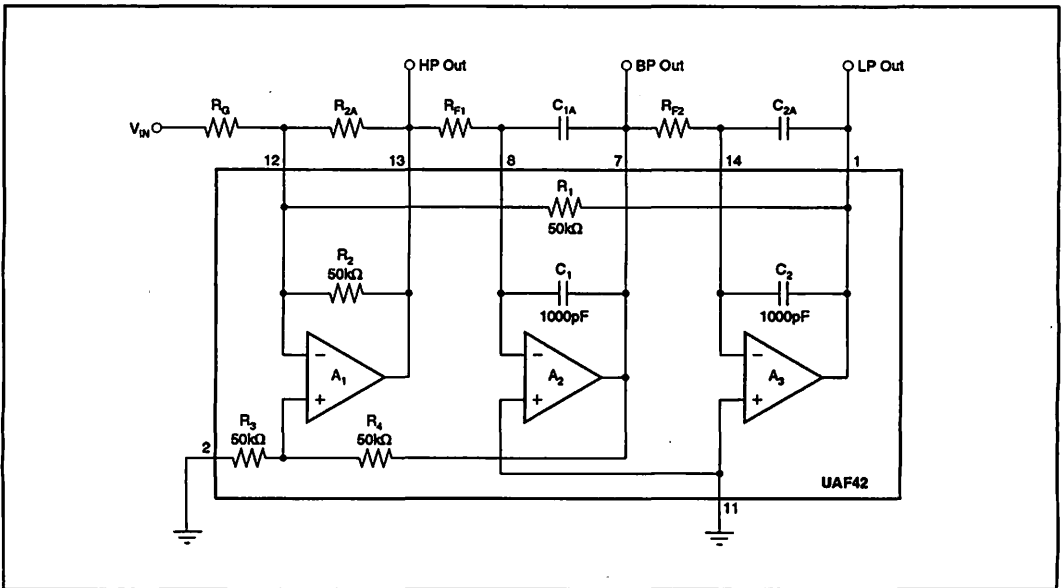 HP Out
BP Out
LP Out
R_G
R_2A
R_F1
C_1A
R_F2
C_2A
V_IN
12
13
8
7
14
1
R_1
50kΩ
R_2
50kΩ
C_1
1000pF
C_2
1000pF
−
A_1
+
−
A_2
+
−
A_3
+
R_3
50kΩ
R_4
50kΩ
2
UAF42
11